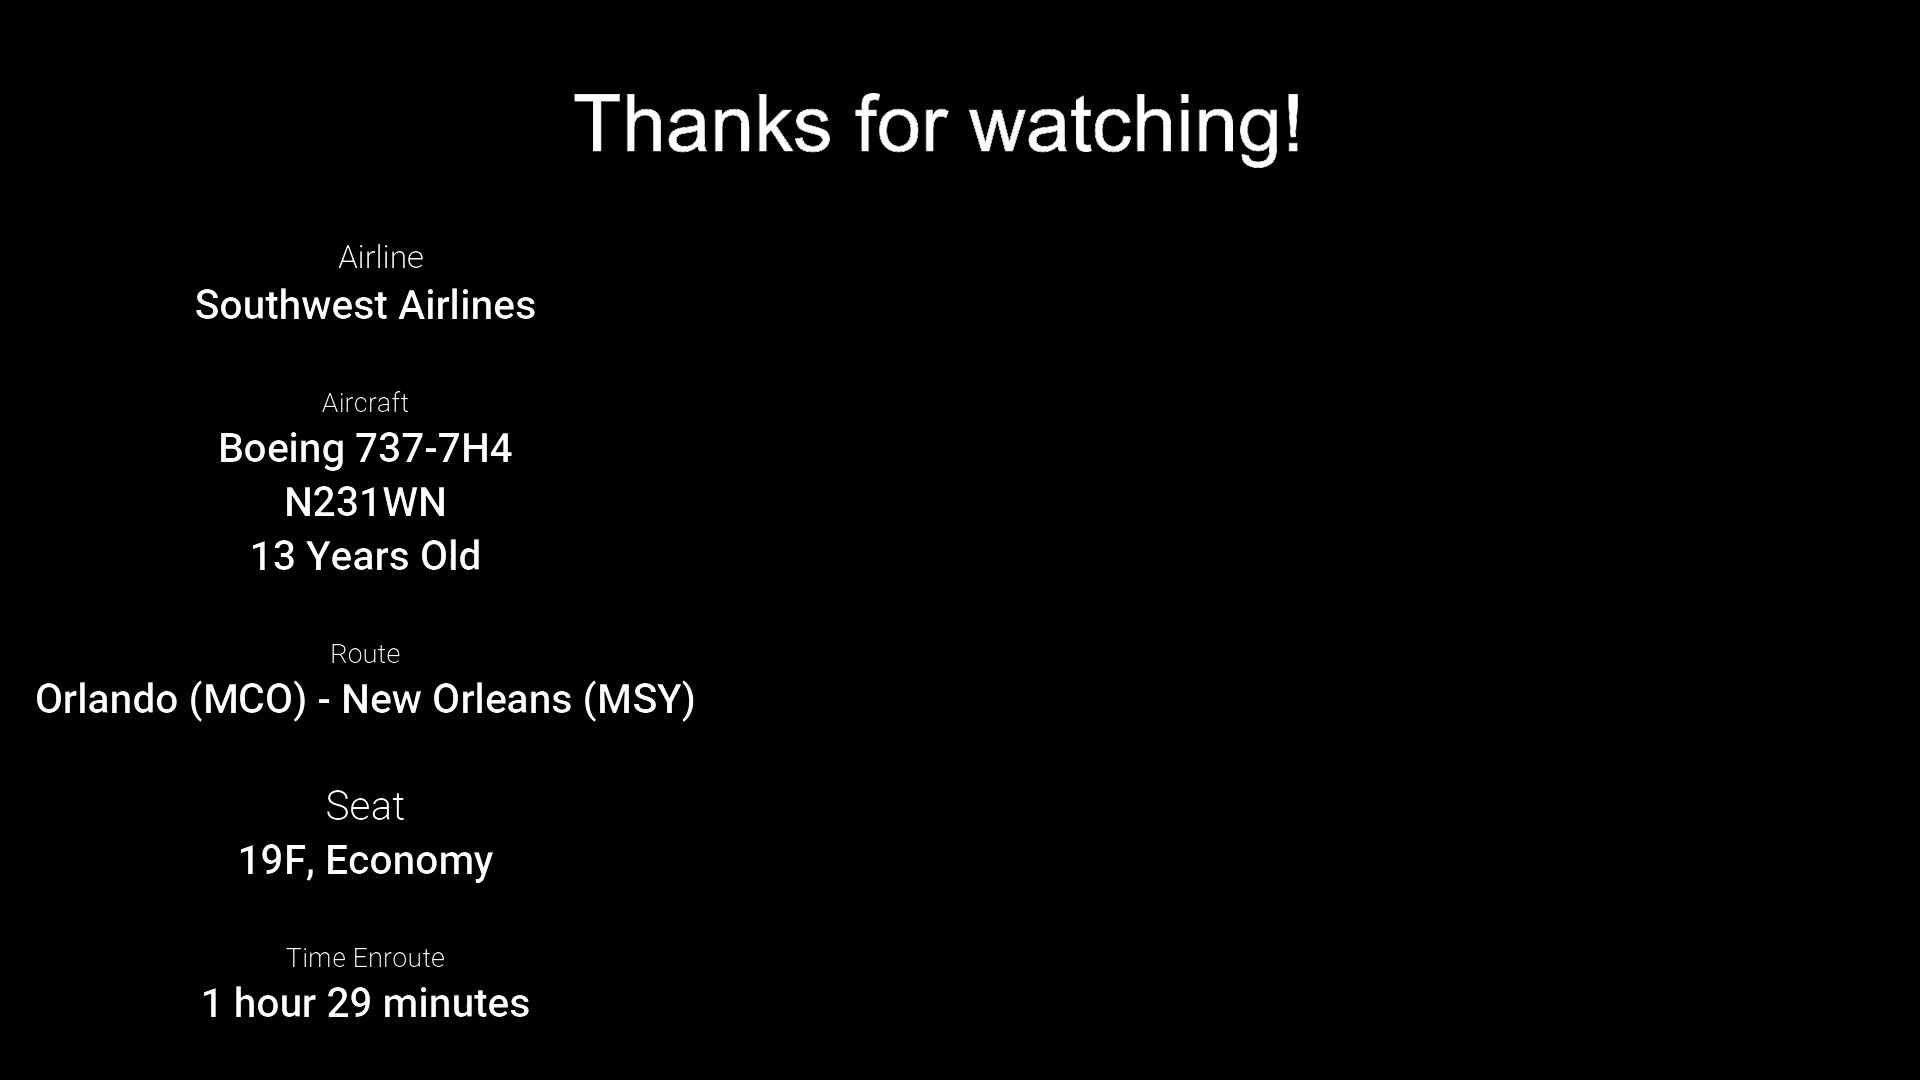 Thanks for watching!
Airline
Southwest Airlines
Aircraft
Boeing 737-7H4
N231WN
13 Years Old
Route
Orlando (MCO) - New Orleans (MSY)
Seat
19F, Economy
Time Enroute
1 hour 29 minutes